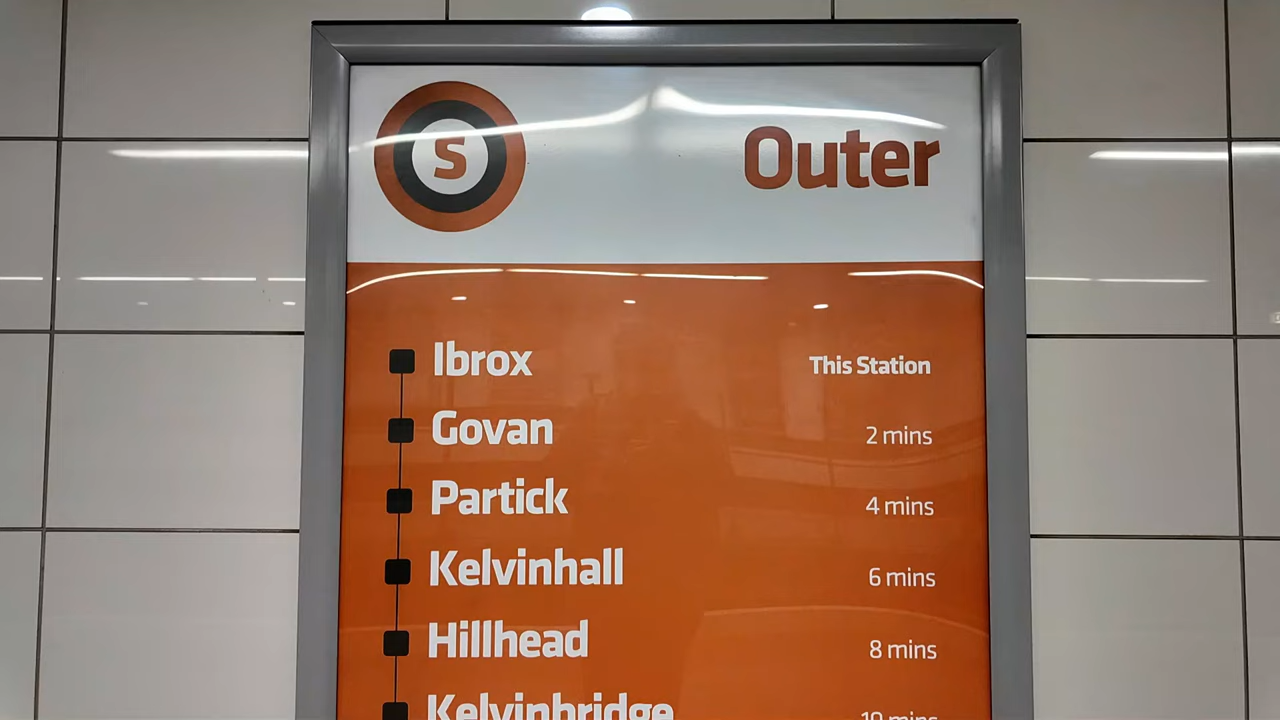 S
Outer
Ibrox This Station
Govan 2 mins
Partick 4 mins
Kelvinhall 6 mins
Hillhead 8 mins
Kelvinbridge 10 mins